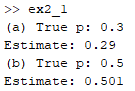 >> ex2_1
(a) True p: 0.3
Estimate: 0.29
(b) True p: 0.5
Estimate: 0.501